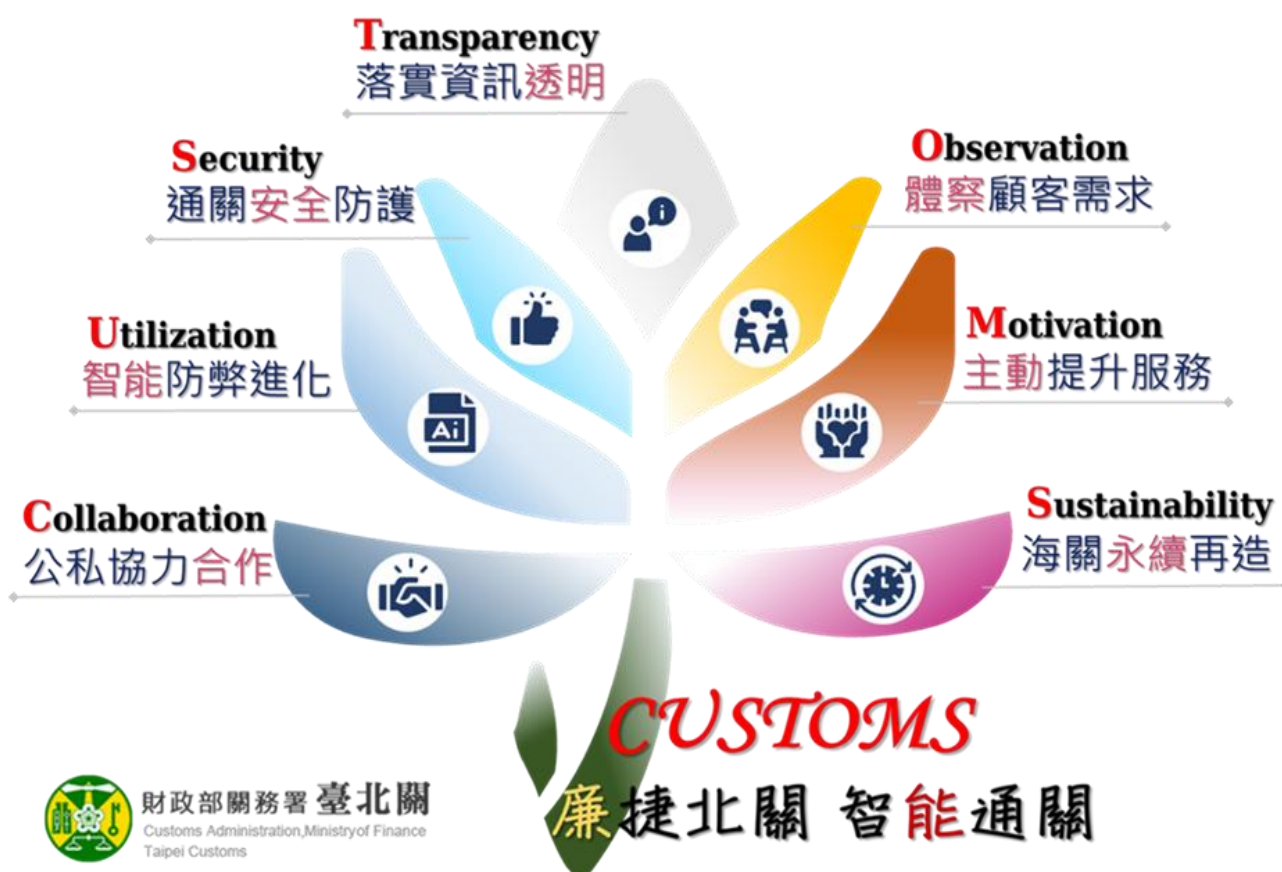 Transparency
落實資訊透明
Security
通關安全防護
Observation
體察顧客需求
Utilization
智能防弊進化
Motivation
主動提升服務
Ai
Collaboration
公私協力合作
Sustainability
海關永續再造
CUSTOMS
廉捷北關 智能通關
財政部關務署 臺北關
Customs Administration,Ministryof Finance
Taipei Customs